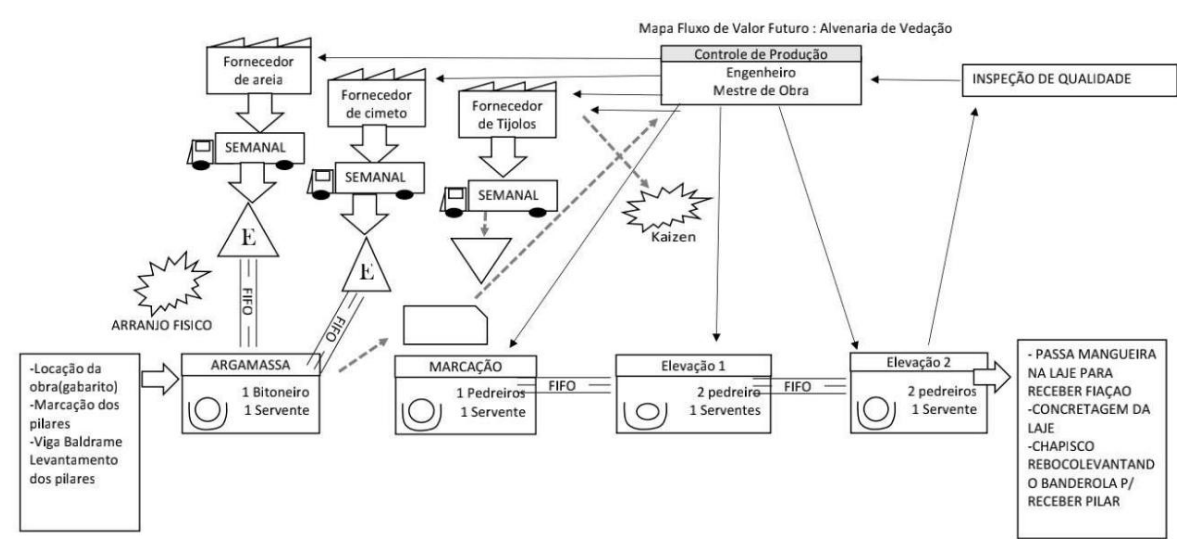 Mapa Fluxo de Valor Futuro : Alvenaria de Vedação
Controle de Produção
Engenheiro
Mestre de Obra
INSPEÇÃO DE QUALIDADE
Fornecedor
de areia
Fornecedor
de cimeto
Fornecedor
de Tijolos
SEMANAL
SEMANAL
SEMANAL
E
E
Kaizen
ARRANJO FISICO
FIFO
FIFO
-Locação da
obra(gabarito)
-Marcação dos
pilares
-Viga Baldrame
Levantamento
dos pilares
ARGAMASSA
1 Bitoneiro
1 Servente
MARCAÇÃO
1 Pedreiros
1 Servente
FIFO
Elevação 1
2 pedreiro
1 Serventes
FIFO
Elevação 2
2 pedreiros
1 Servente
- PASSA MANGUEIRA
NA LAJE PARA
RECEBER FIAÇAO
-CONCRETAGEM DA
LAJE
-CHAPISCO
REBOCOLEVANTAND
O BANDEROLA P/
RECEBER PILAR